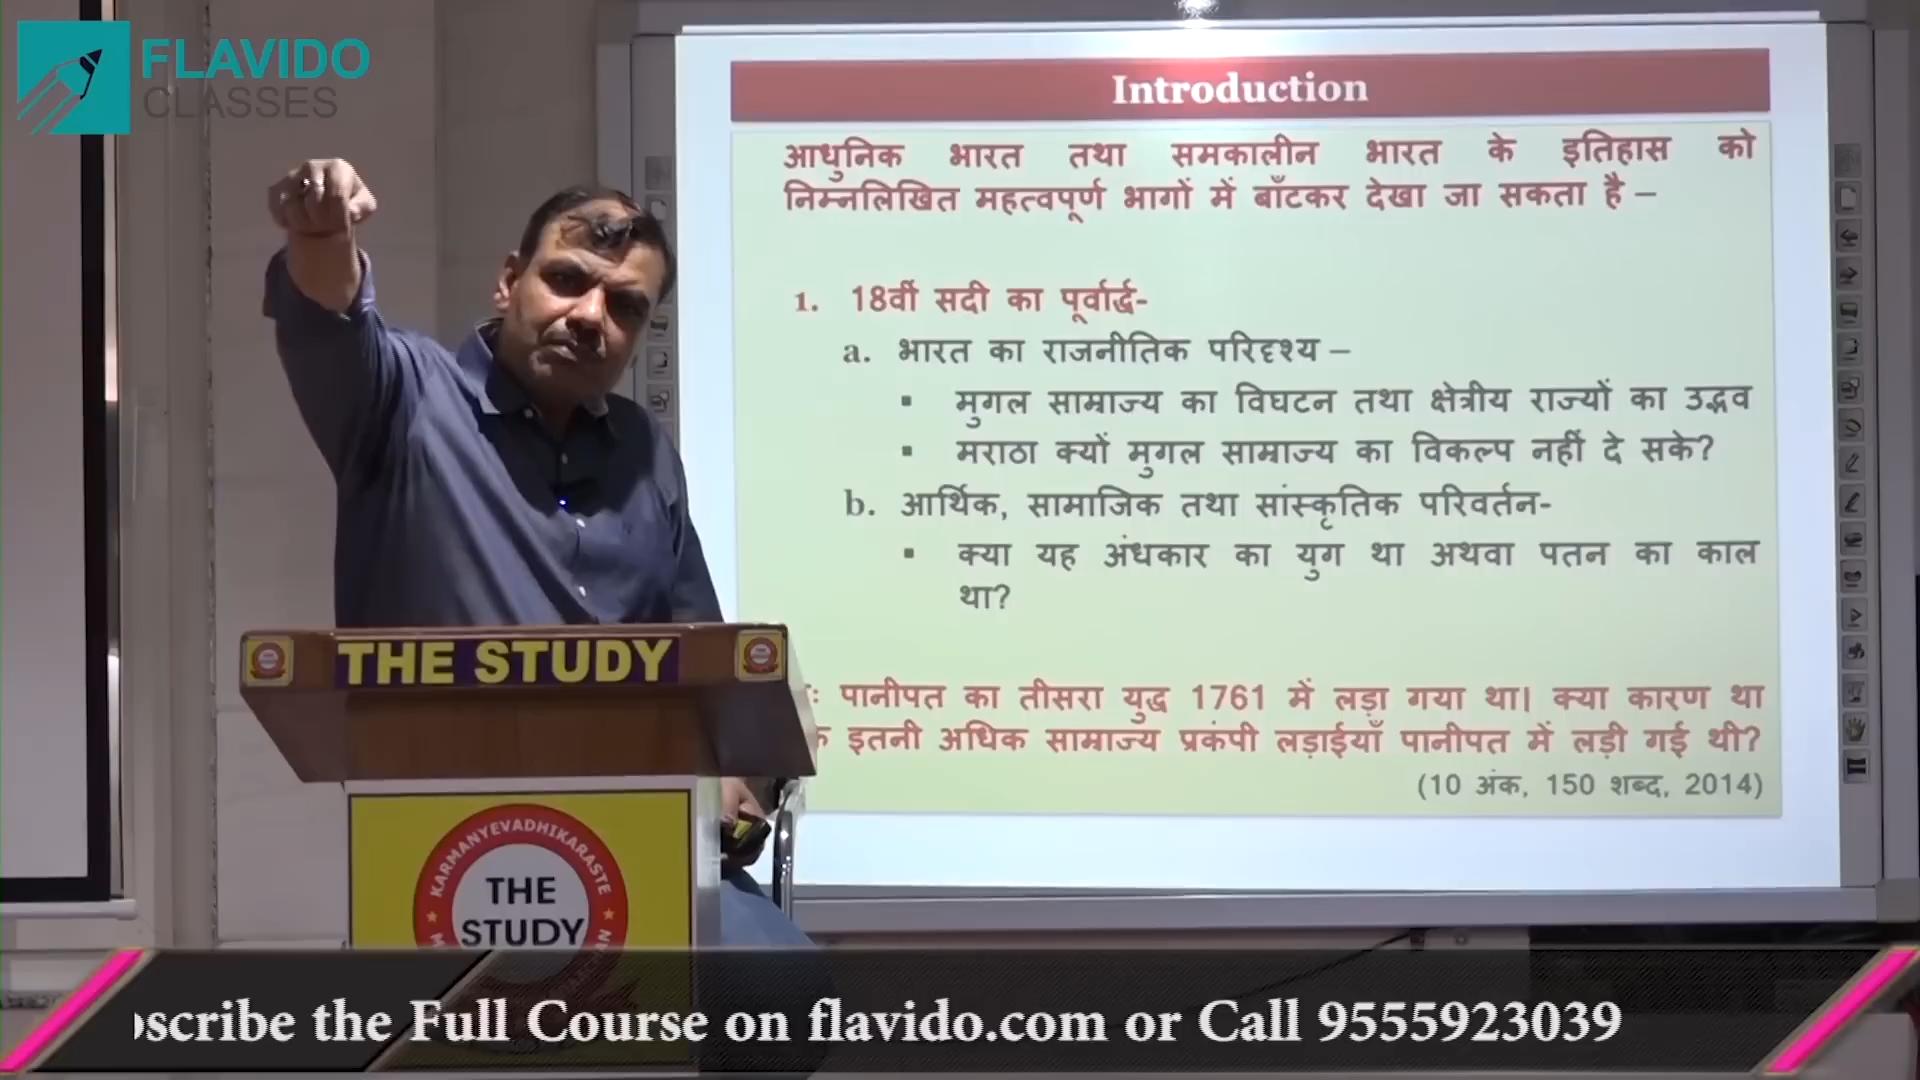 FLAVIDO
CLASSES
Introduction
आधुनिक भारत तथा समकालीन भारत के इतिहास को
निम्नलिखित महत्वपूर्ण भागों में बाँटकर देखा जा सकता है –
1. 18वीं सदी का पूर्वार्द्ध-
a. भारत का राजनीतिक परिदृश्य –
▪ मुगल साम्राज्य का विघटन तथा क्षेत्रीय राज्यों का उद्भव
▪ मराठा क्यों मुगल साम्राज्य का विकल्प नहीं दे सके?
b. आर्थिक, सामाजिक तथा सांस्कृतिक परिवर्तन-
▪ क्या यह अंधकार का युग था अथवा पतन का काल
था?
: पानीपत का तीसरा युद्ध 1761 में लड़ा गया था। क्या कारण था
इतनी अधिक साम्राज्य प्रकंपी लड़ाईयाँ पानीपत में लड़ी गई थी?
(10 अंक, 150 शब्द, 2014)
THE STUDY
KARMANYEVADHIKARASTE
THE
STUDY
bscribe the Full Course on flavido.com or Call 9555923039